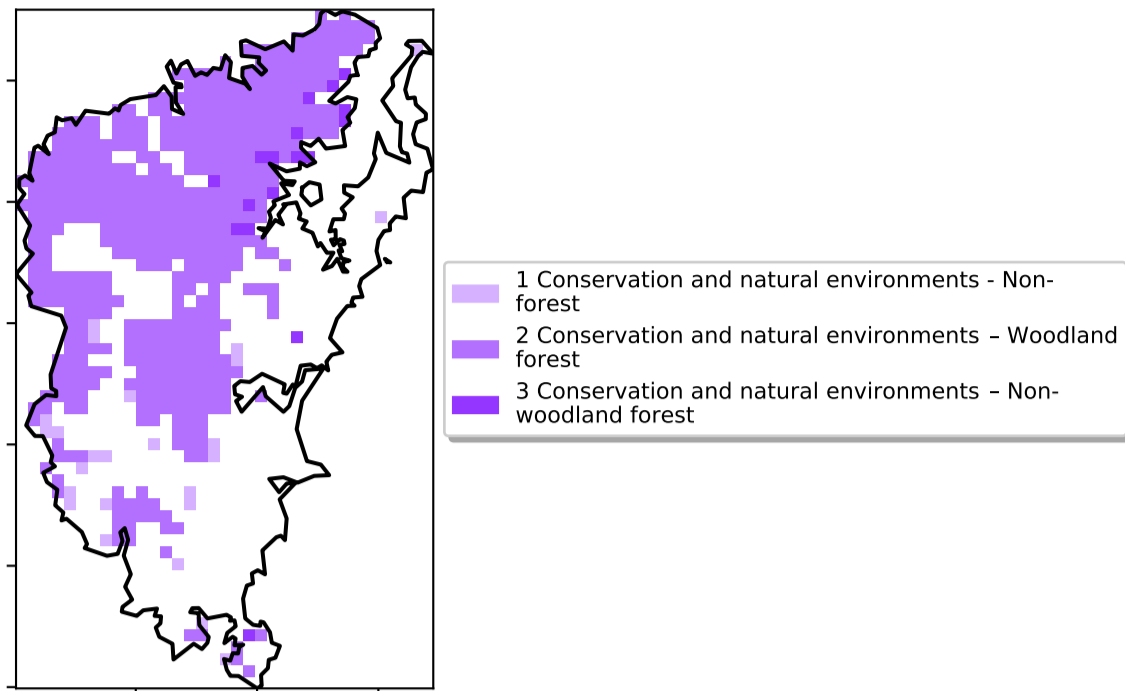 1 Conservation and natural environments - Non-
forest
2 Conservation and natural environments – Woodland
forest
3 Conservation and natural environments – Non-
woodland forest